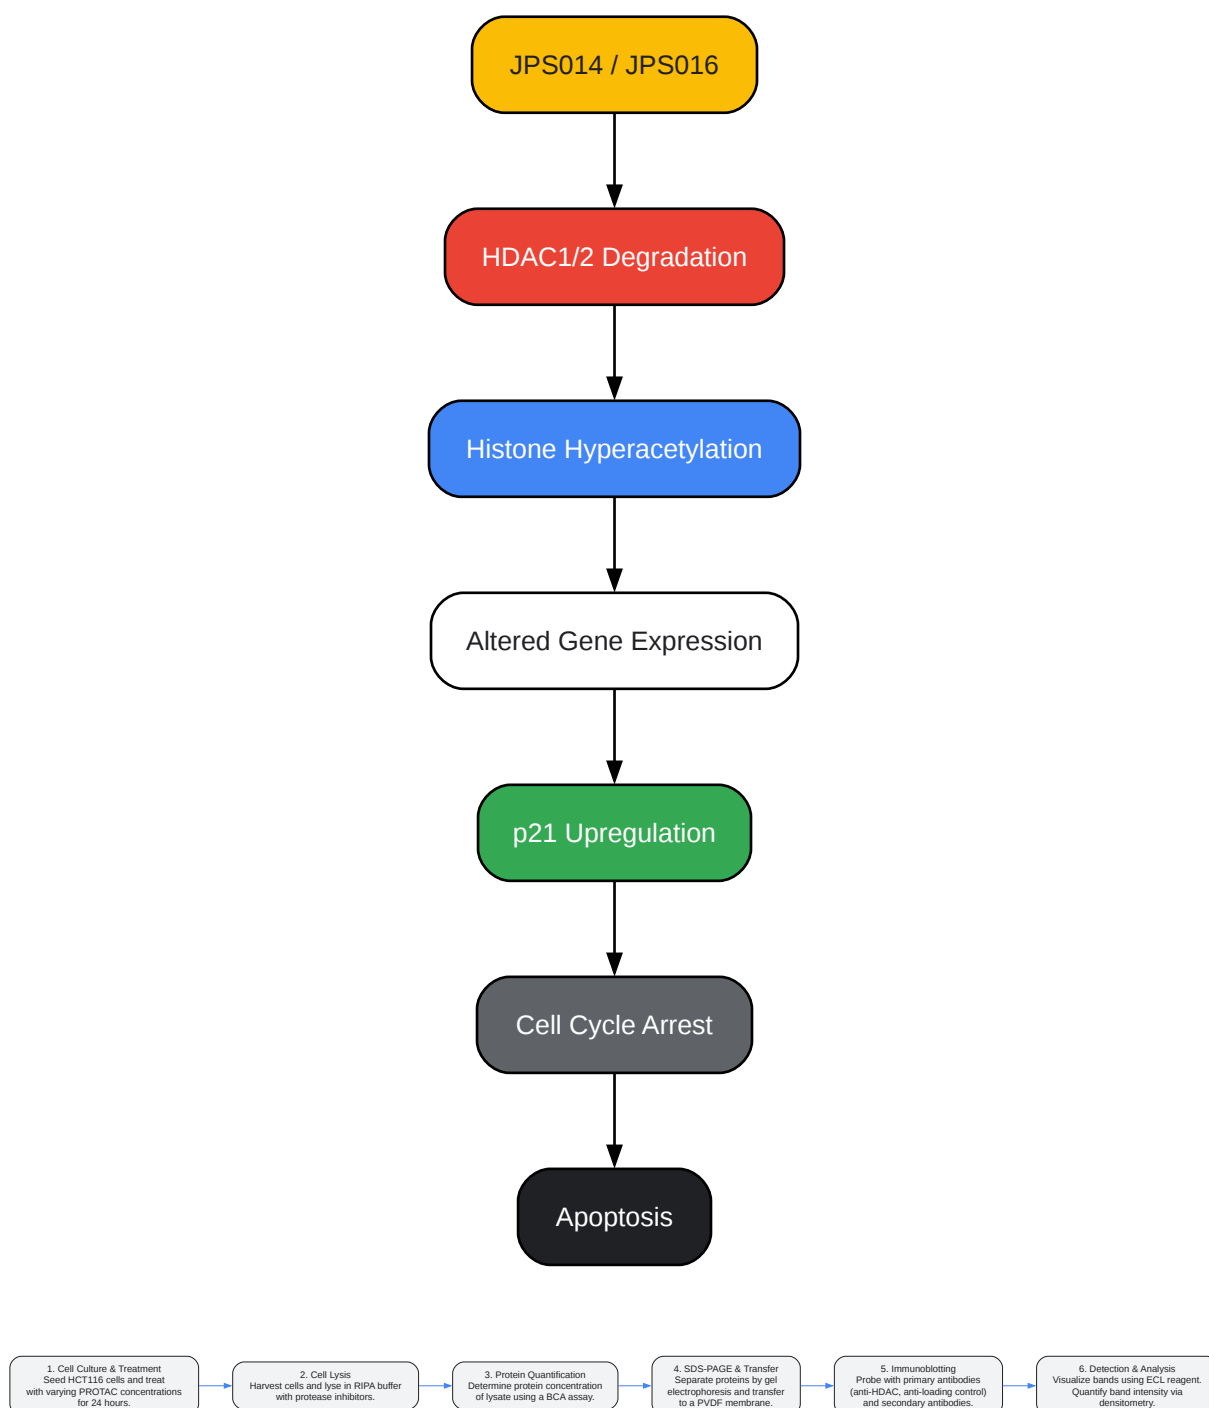 JPS014 / JPS016
HDAC1/2 Degradation
Histone Hyperacetylation
Altered Gene Expression
p21 Upregulation
Cell Cycle Arrest
Apoptosis
1. Cell Culture & Treatment
Seed HCT116 cells and treat
with varying PROTAC concentrations
for 24 hours.
2. Cell Lysis
Harvest cells and lyse in RIPA buffer
with protease inhibitors.
3. Protein Quantification
Determine protein concentration
of lysate using a BCA assay.
4. SDS-PAGE & Transfer
Separate proteins by gel
electrophoresis and transfer
to a PVDF membrane.
5. Immunoblotting
Probe with primary antibodies
(anti-HDAC, anti-loading control)
and secondary antibodies.
6. Detection & Analysis
Visualize bands using ECL reagent.
Quantify band intensity via
densitometry.